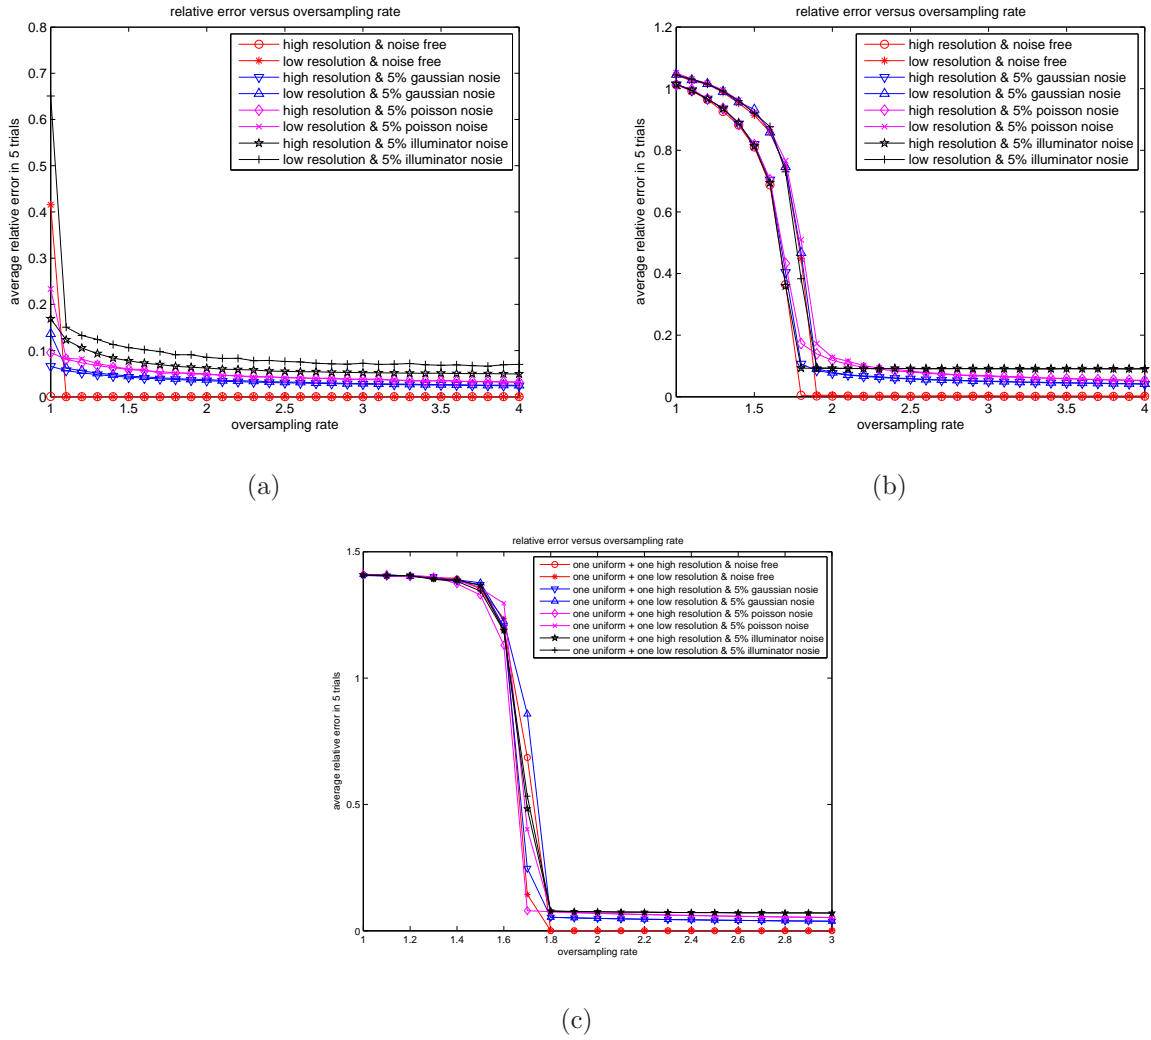 relative error versus oversampling rate
0.8
0.7
0.6
0.5
0.4
0.3
0.2
0.1
0
average relative error in 5 trials
high resolution & noise free
low resolution & noise free
high resolution & 5% gaussian nosie
low resolution & 5% gaussian nosie
high resolution & 5% poisson nosie
low resolution & 5% poisson noise
high resolution & 5% illuminator noise
low resolution & 5% illuminator nosie
1 1.5 2 2.5 3 3.5 4
oversampling rate
(a)
relative error versus oversampling rate
1.2
1
0.8
0.6
0.4
0.2
0
average relative error in 5 trials
high resolution & noise free
low resolution & noise free
high resolution & 5% gaussian nosie
low resolution & 5% gaussian nosie
high resolution & 5% poisson nosie
low resolution & 5% poisson noise
high resolution & 5% illuminator noise
low resolution & 5% illuminator nosie
1 1.5 2 2.5 3 3.5 4
oversampling rate
(b)
relative error versus oversampling rate
1.5
1
0.5
0
average relative error in 5 trials
one uniform + one high resolution & noise free
one uniform + one low resolution & noise free
one uniform + one high resolution & 5% gaussian nosie
one uniform + one low resolution & 5% gaussian nosie
one uniform + one high resolution & 5% poisson nosie
one uniform + one low resolution & 5% poisson noise
one uniform + one high resolution & 5% illuminator noise
one uniform + one low resolution & 5% illuminator nosie
1 1.2 1.4 1.6 1.8 2 2.2 2.4 2.6 2.8 3
oversampling rate
(c)